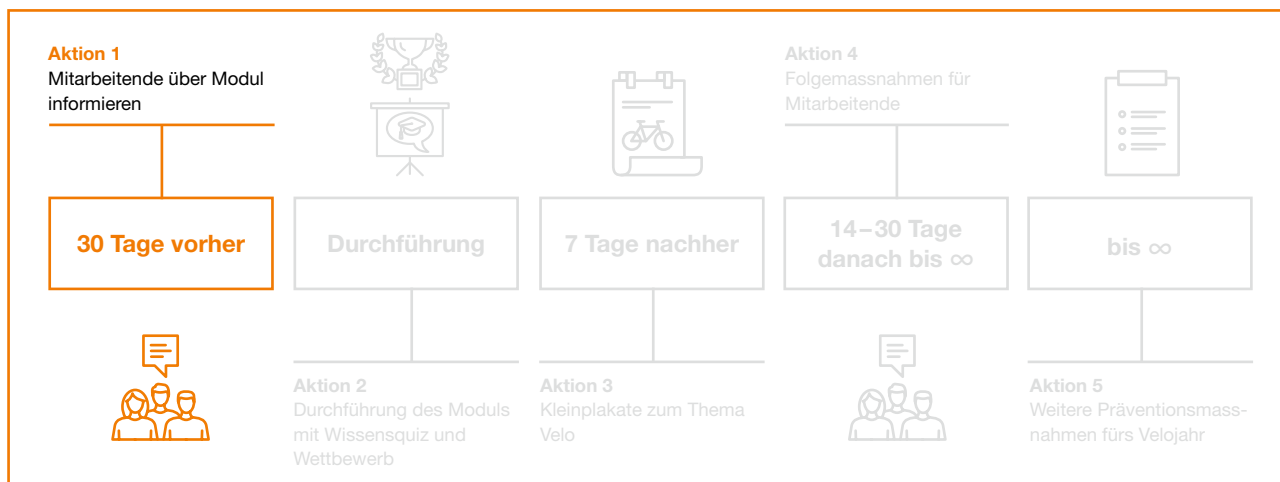 Aktion 1
Mitarbeitende über Modul
informieren
30 Tage vorher
Durchführung
Aktion 2
Durchführung des Moduls
mit Wissensquiz und
Wettbewerb
7 Tage nachher
Aktion 3
Kleinplakate zum Thema
Velo
Aktion 4
Folgemassnahmen für
Mitarbeitende
14–30 Tage
danach bis ∞
bis ∞
Aktion 5
Weitere Präventionsmass-
nahmen fürs Velojahr